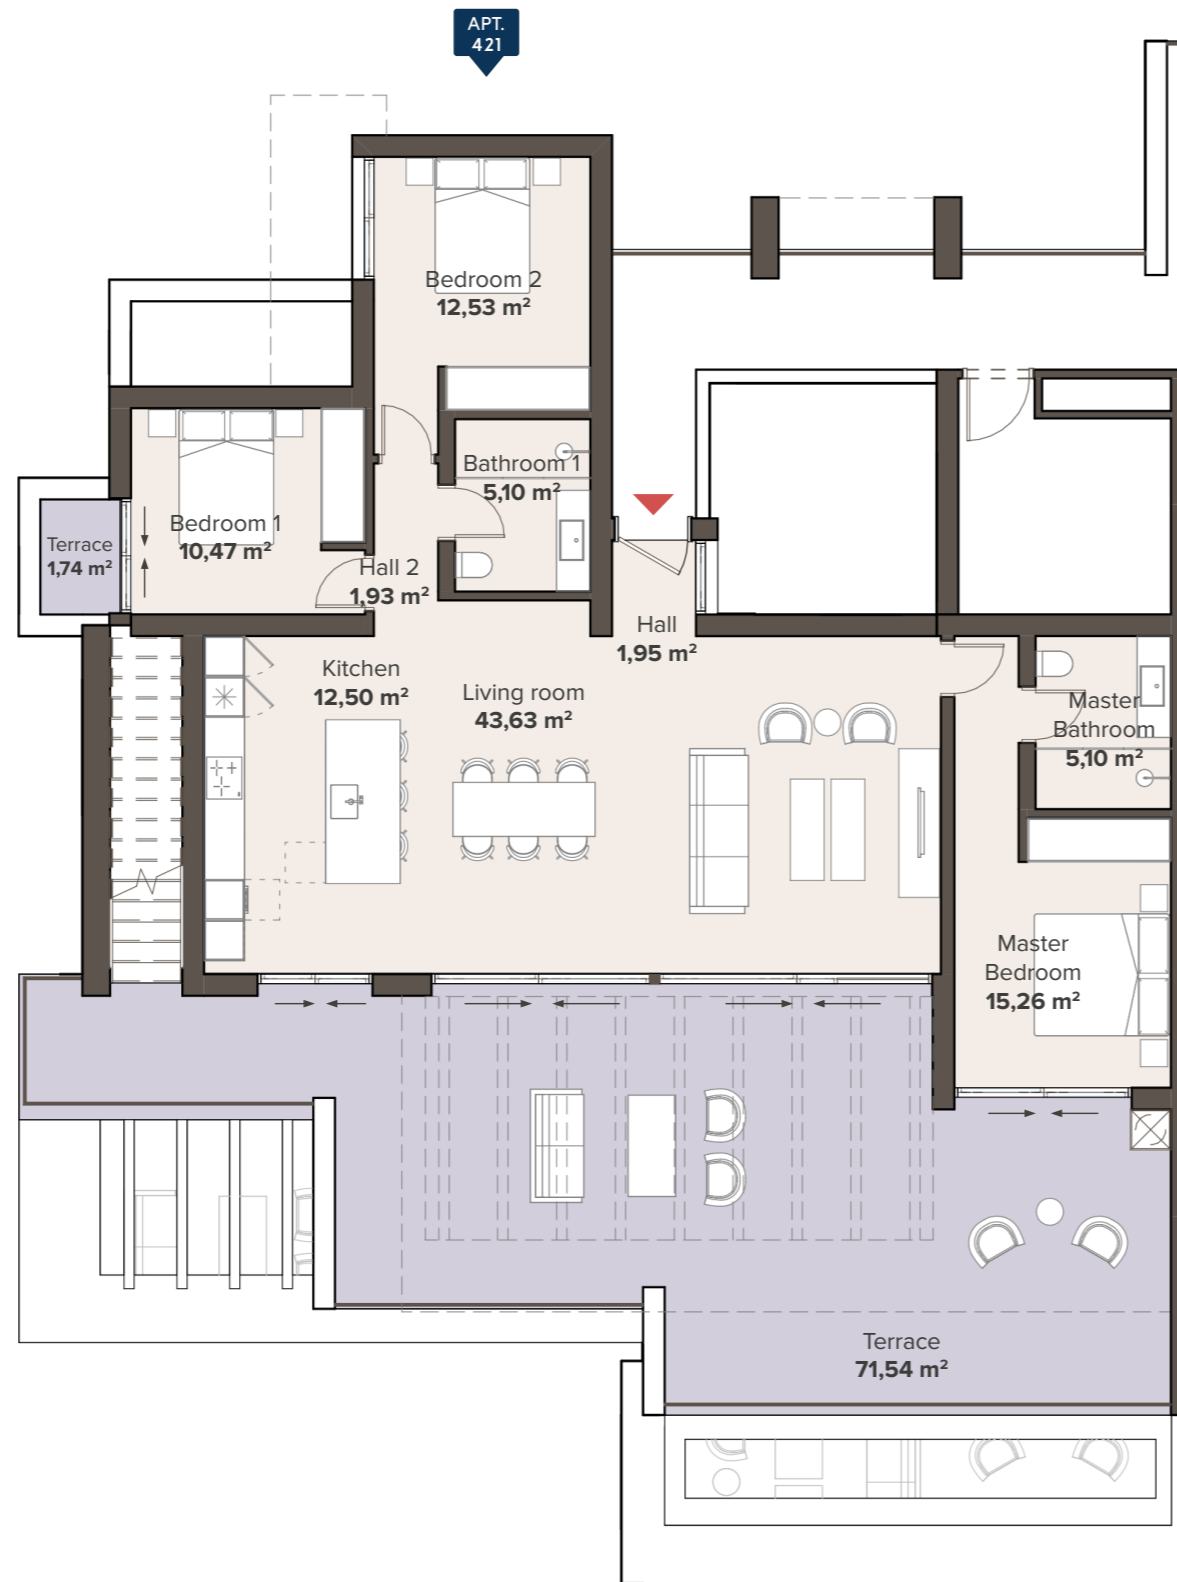 APT.
421
Bedroom 2
12,53 m²
Bathroom 1
5,10 m²
Bedroom 1
10,47 m²
Terrace
1,74 m²
Hall 2
1,93 m²
Hall
1,95 m²
Kitchen
12,50 m²
Living room
43,63 m²
Master
Bathroom
5,10 m²
Master
Bedroom
15,26 m²
Terrace
71,54 m²